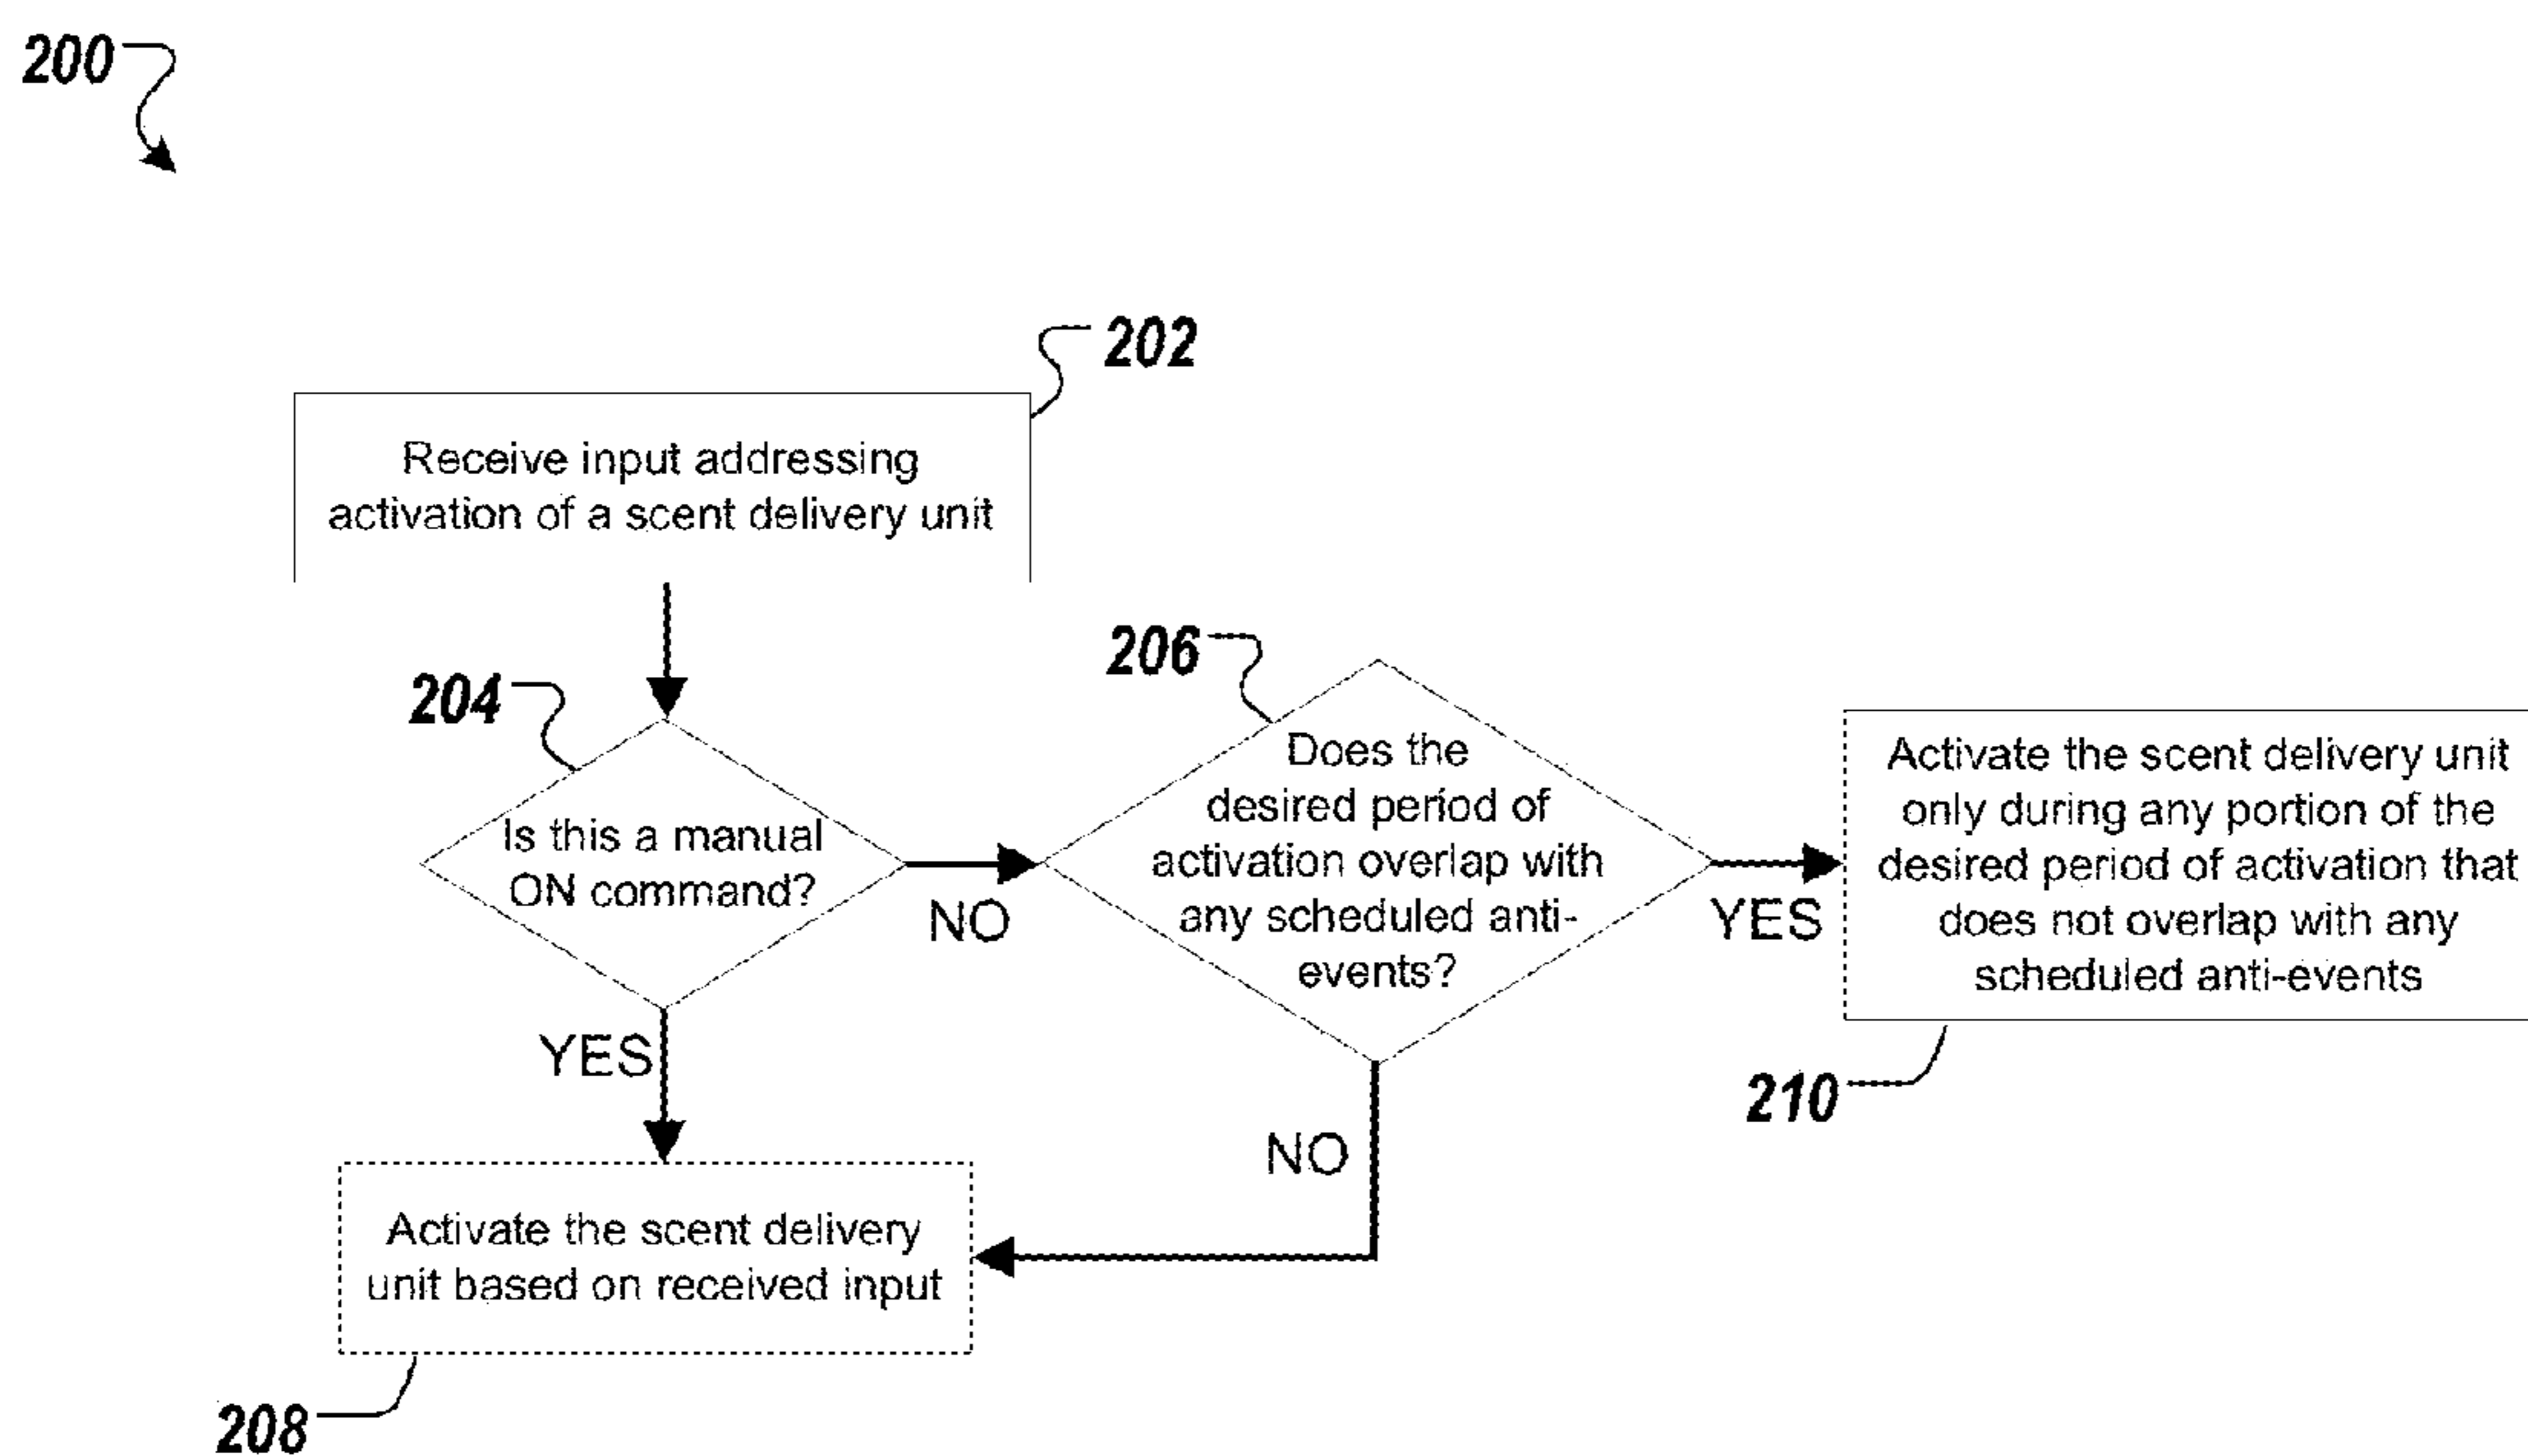 200
202
Receive input addressing
activation of a scent delivery unit
204
Is this a manual
ON command?
NO
YES
206
Does the
desired period of
activation overlap with
any scheduled anti-
events?
YES
NO
Activate the scent delivery unit
only during any portion of the
desired period of activation that
does not overlap with any
scheduled anti-events
210
Activate the scent delivery
unit based on received input
208